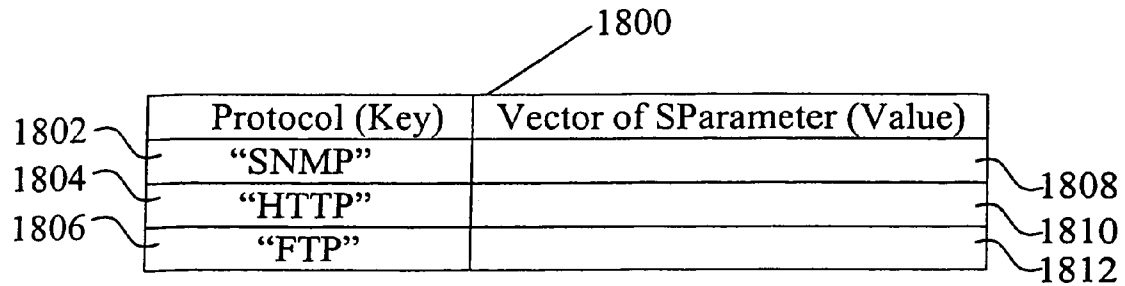 1800
Protocol (Key) Vector of SParameter (Value)
1802
“SNMP”
1808
1804
“HTTP”
1810
1806
“FTP”
1812